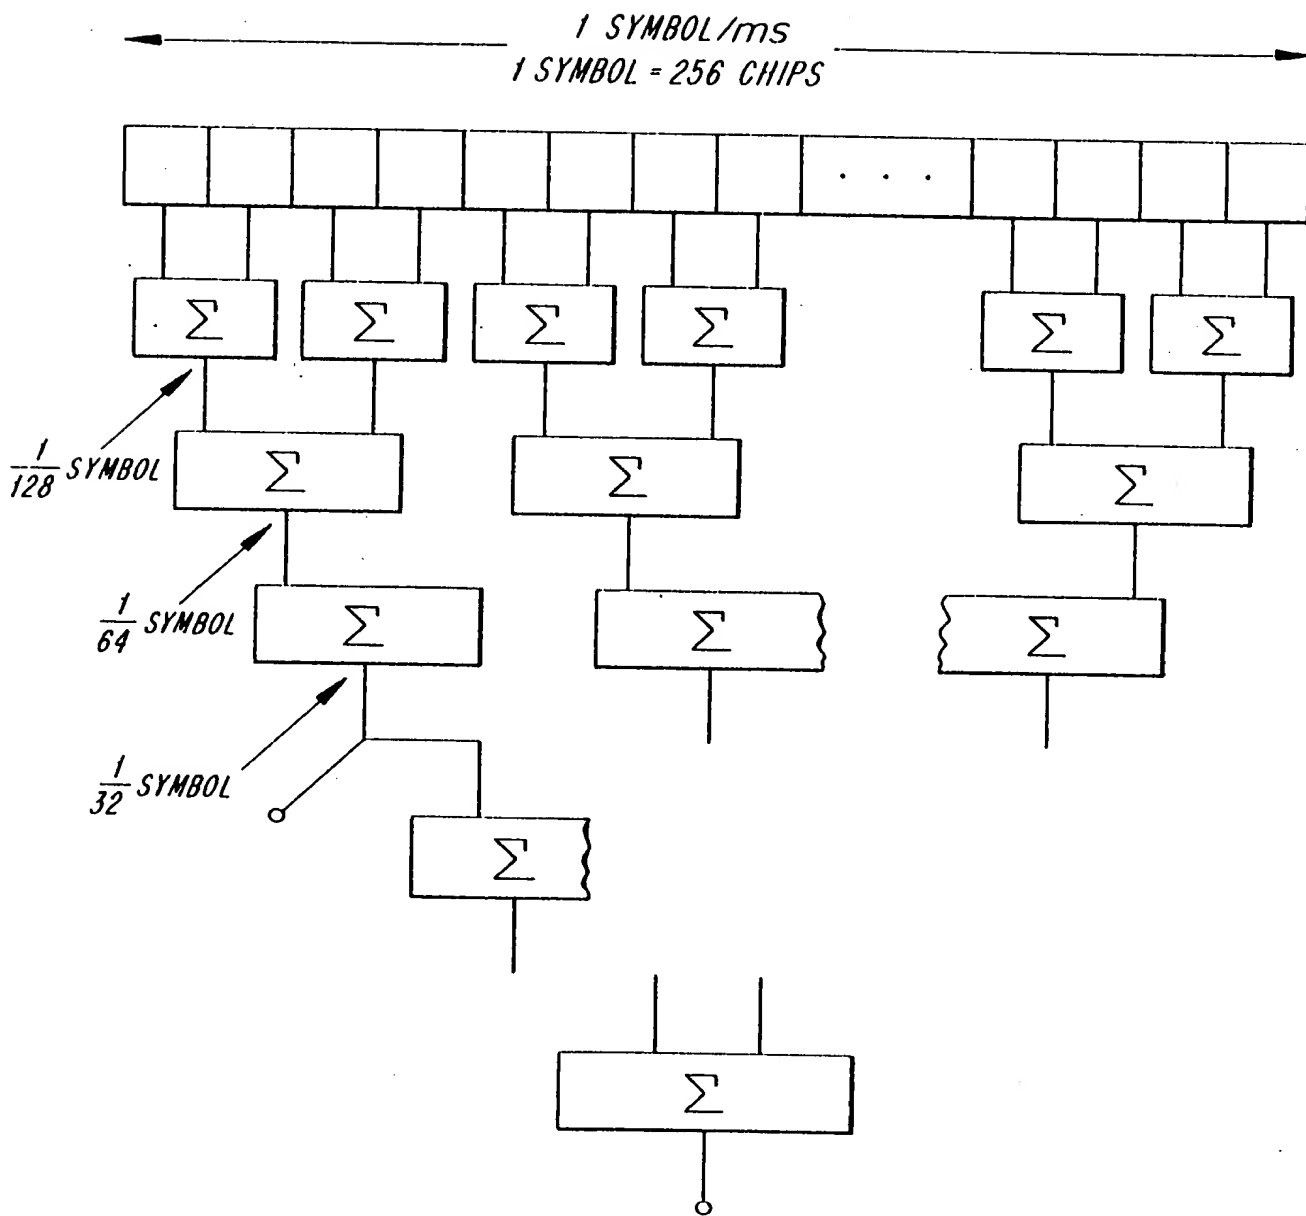 1 SYMBOL/ms
1 SYMBOL = 256 CHIPS
. . .
Σ Σ Σ Σ Σ Σ
1/128 SYMBOL
Σ Σ Σ
1/64 SYMBOL
Σ Σ Σ
1/32 SYMBOL
Σ
Σ